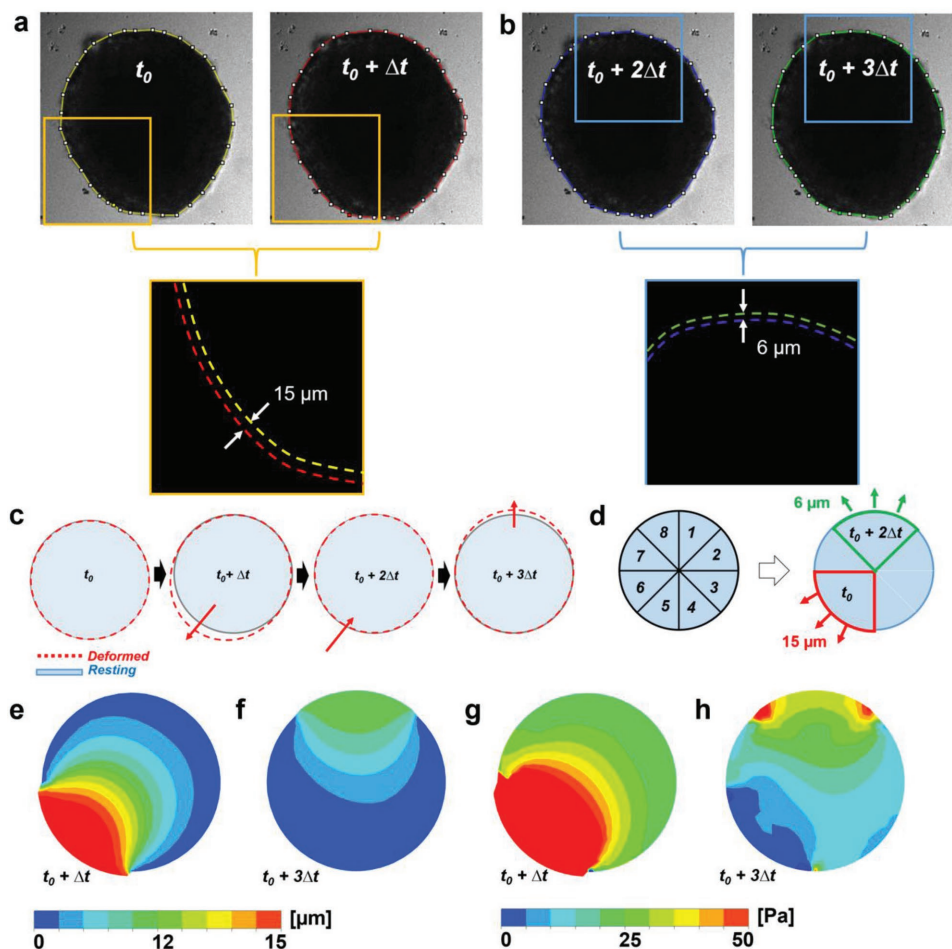 a
t₀
t₀ + Δt
b
t₀ + 2Δt
t₀ + 3Δt
15 µm
6 µm
c
t₀
t₀ + Δt
t₀ + 2Δt
t₀ + 3Δt
Deformed
Resting
d
8 1
7 2
6 3
5 4
6 µm
t₀ + 2Δt
t₀
15 µm
e
t₀ + Δt
f
t₀ + 3Δt
g
t₀ + Δt
h
t₀ + 3Δt
[µm]
0 12 15
[Pa]
0 25 50